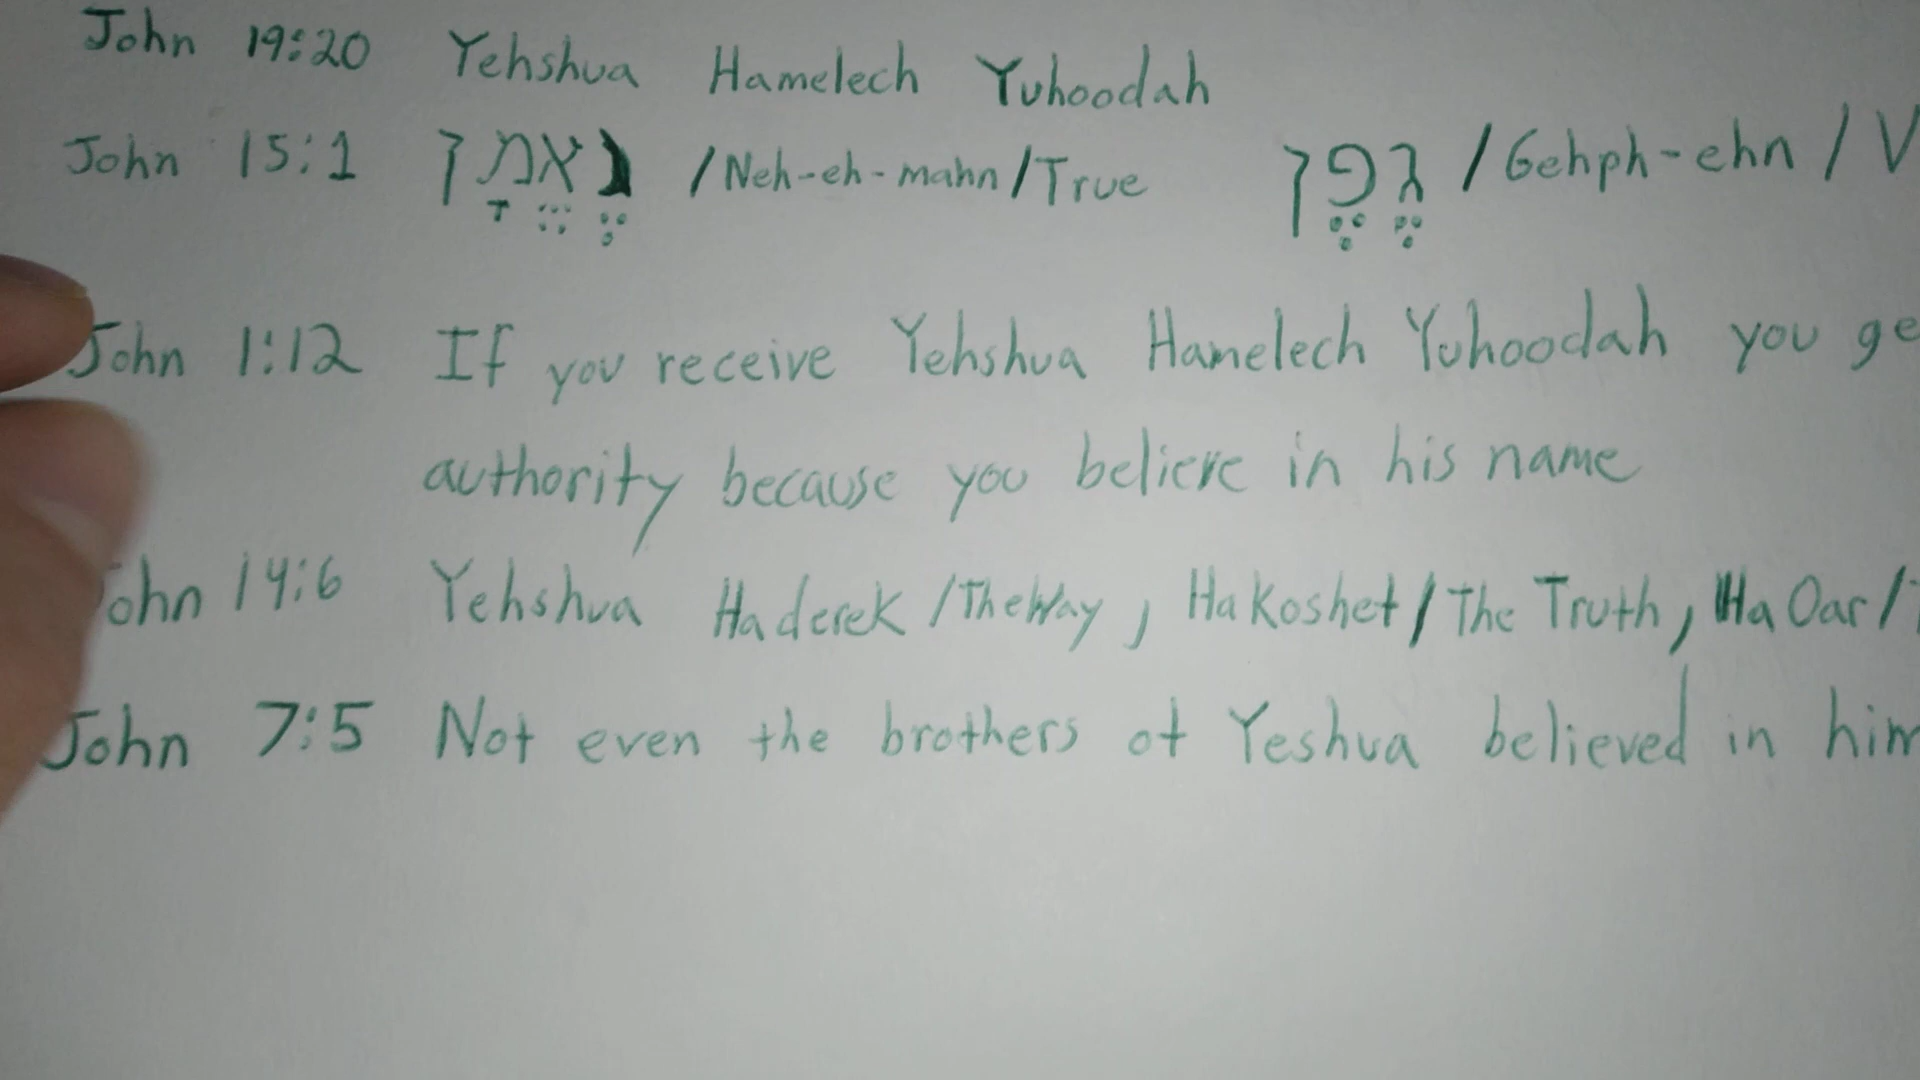 John 19:20 Yehshua Hamelech Yuhoodah
John 15:1 נֶאֱמָן /Neh-eh-mahn/True גֶפֶן /Gehph-ehn/V
John 1:12 If you receive Yehshua Hamelech Yuhoodah you ge
authority because you believe in his name
ohn 14:6 Yehshua Haderek/The Way, HaKoshet/The Truth, Ha Oar/
John 7:5 Not even the brothers of Yeshua believed in him